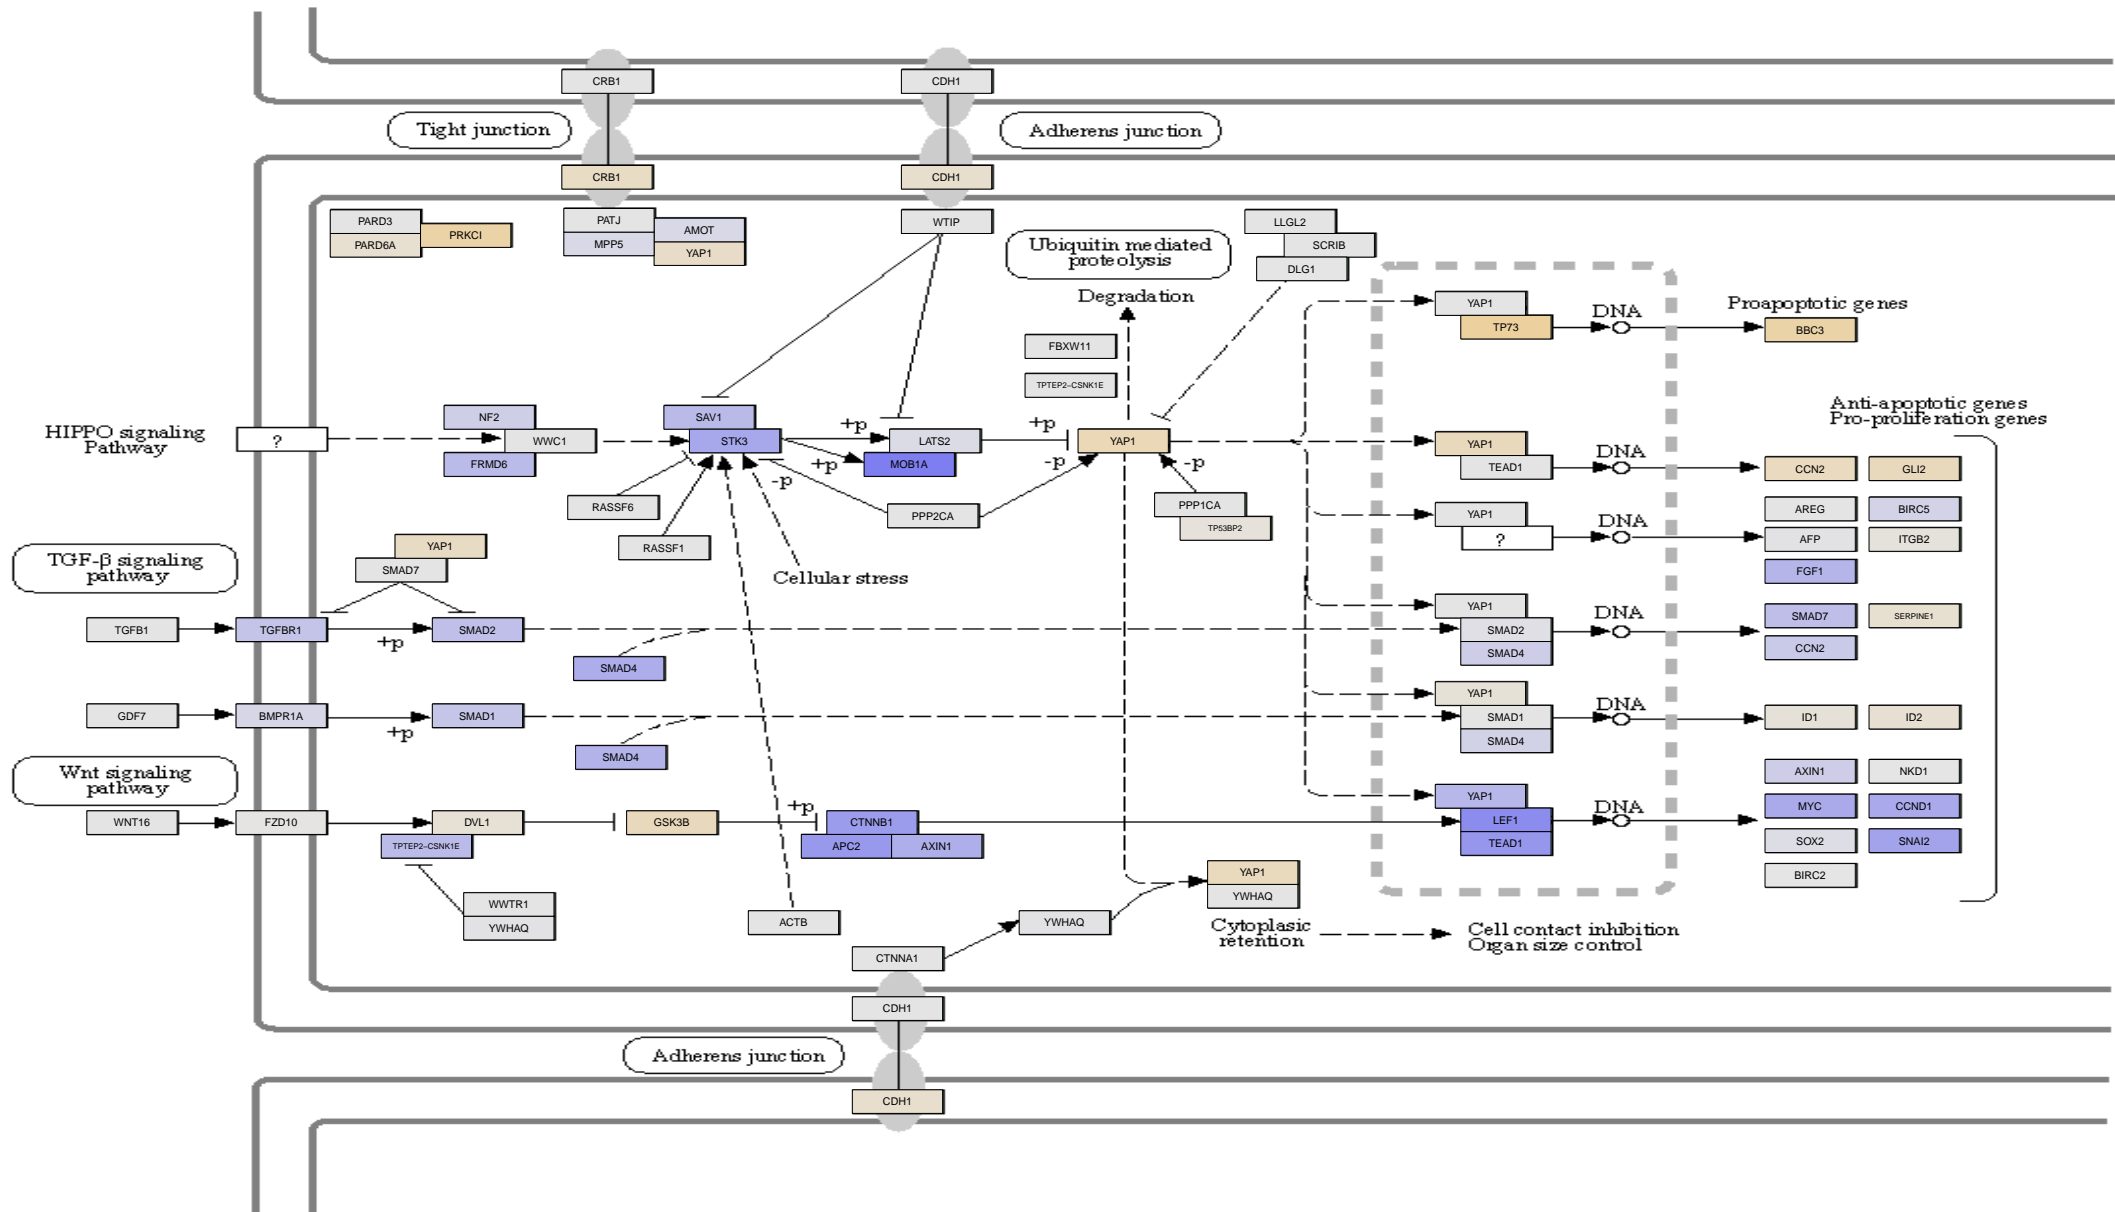 CRB1
CDH1
Tight junction
Adherens junction
CRB1
CDH1
PARD3
PARD6A
PRKCI
PATJ
MPP5
AMOT
YAP1
WTIP
LLGL2
SCRIB
DLG1
Ubiquitin mediated
proteolysis
Degradation
FBXW11
TPTEP2–CSNK1E
YAP1
TP73
DNA
Proapoptotic genes
BBC3
Anti-apoptotic genes
Pro-proliferation genes
HIPPO signaling
Pathway
?
NF2
WWC1
FRMD6
SAV1
STK3
+p
+p
-p
LATS2
MOB1A
+p
-p
YAP1
-p
YAP1
TEAD1
DNA
CCN2
GLI2
RASSF6
RASSF1
PPP2CA
PPP1CA
TP53BP2
Cellular stress
YAP1
?
DNA
AREG
BIRC5
AFP
ITGB2
FGF1
TGF-β signaling
pathway
YAP1
SMAD7
TGFB1
TGFBR1
+p
SMAD2
SMAD4
YAP1
SMAD2
SMAD4
DNA
SMAD7
SERPINE1
CCN2
GDF7
BMPR1A
+p
SMAD1
SMAD4
YAP1
SMAD1
SMAD4
DNA
ID1
ID2
Wnt signaling
pathway
WNT16
FZD10
DVL1
TPTEP2–CSNK1E
GSK3B
+p
CTNNB1
APC2
AXIN1
YAP1
LEF1
TEAD1
DNA
AXIN1
NKD1
MYC
CCND1
SOX2
SNAI2
BIRC2
WWTR1
YWHAQ
ACTB
YWHAQ
YAP1
YWHAQ
CTNNA1
Cytoplasic
retention
Cell contact inhibition
Organ size control
CDH1
Adherens junction
CDH1